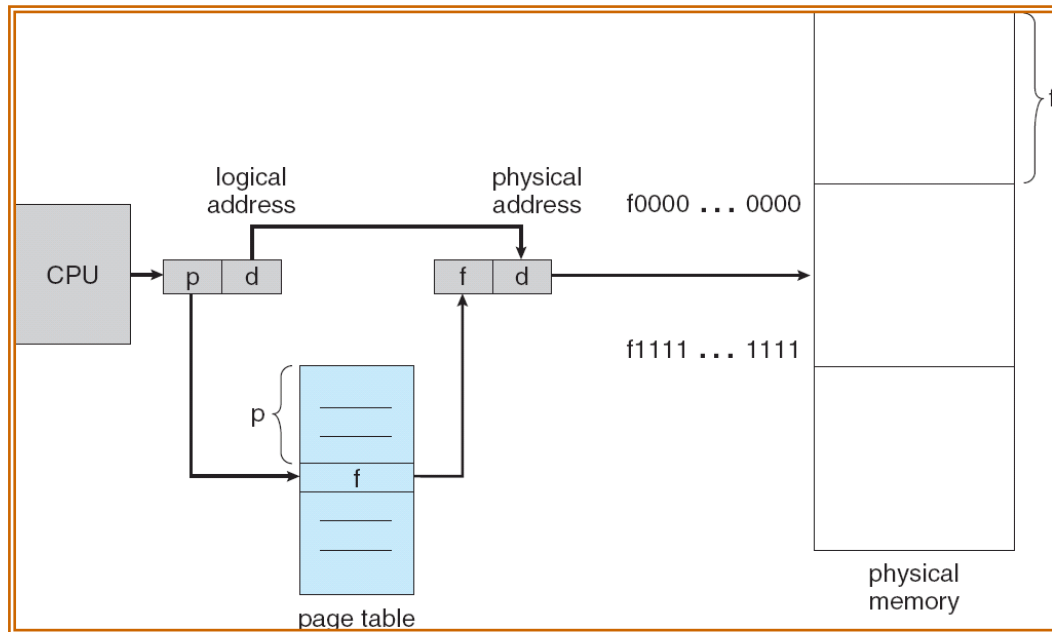 logical
address
physical
address
f0000 ... 0000
CPU
p
d
f
d
f1111 ... 1111
p
f
page table
physical
memory